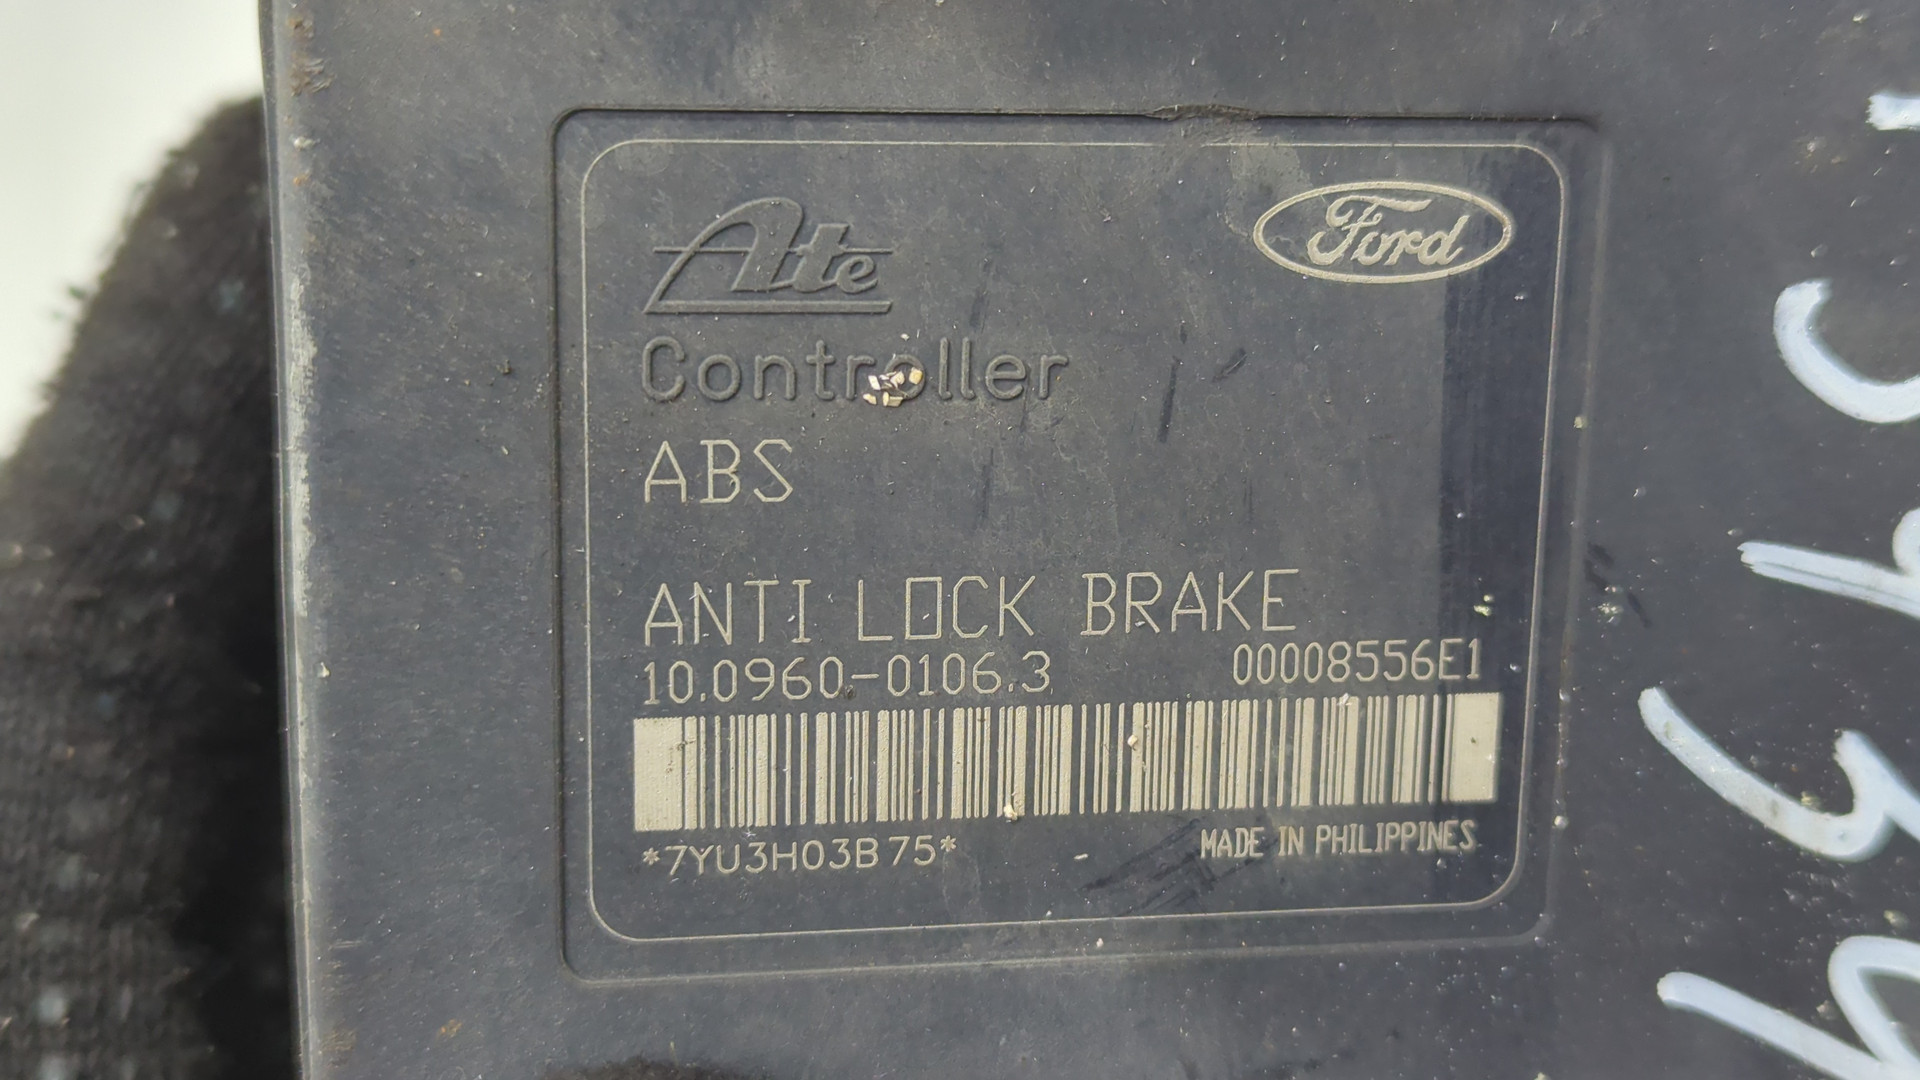 Ate
Ford
Controller
ABS
ANTI LOCK BRAKE
10.0960-0106.3
00008556E1
*7YU3H03B75*
MADE IN PHILIPPINES